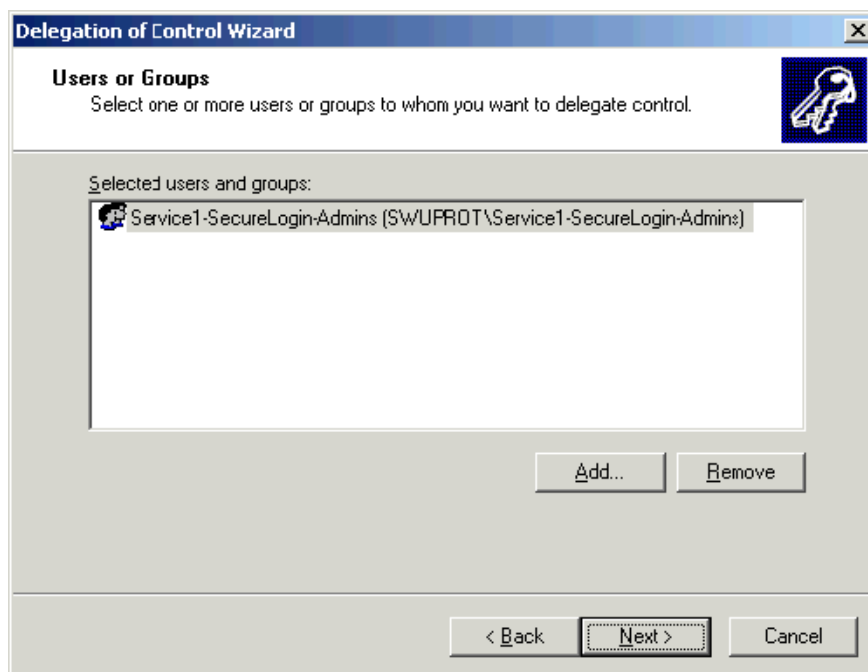 Delegation of Control Wizard
Users or Groups
Select one or more users or groups to whom you want to delegate control.
Selected users and groups:
Service1-SecureLogin-Admins (SWUPROT\Service1-SecureLogin-Admins)
Add... Remove
< Back Next > Cancel